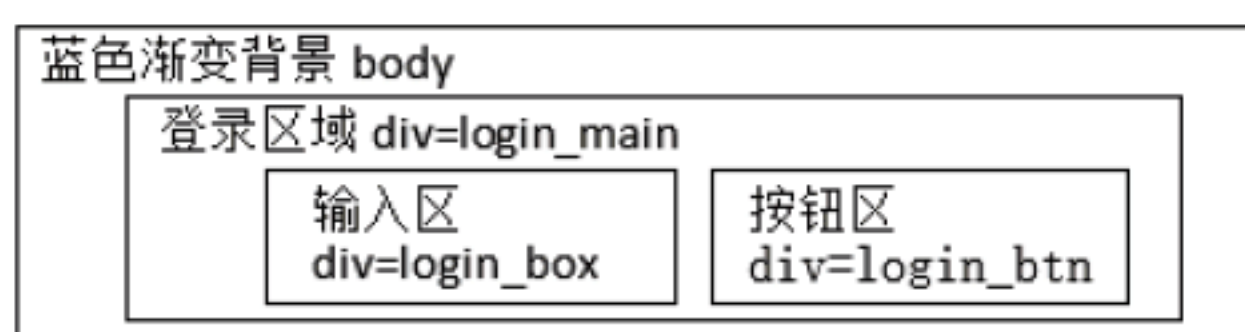 蓝色渐变背景 body
登录区域 div=login_main
输入区
div=login_box
按钮区
div=login_btn